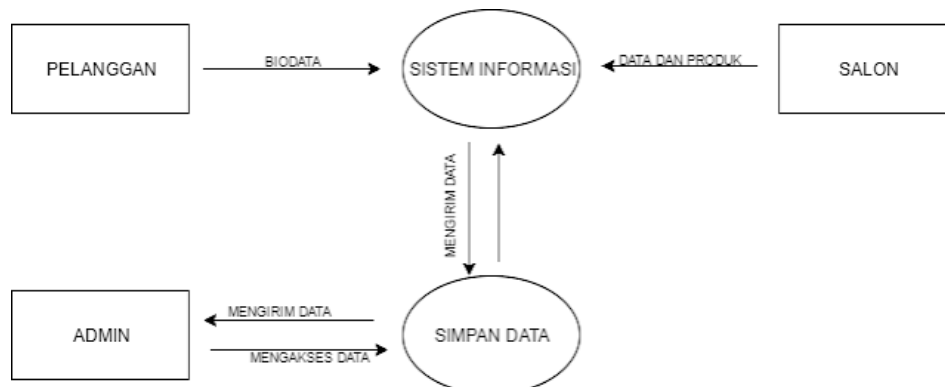 PELANGGAN
BIODATA
SISTEM INFORMASI
DATA DAN PRODUK
SALON
MENGIRIM DATA
ADMIN
MENGIRIM DATA
MENGAKSES DATA
SIMPAN DATA